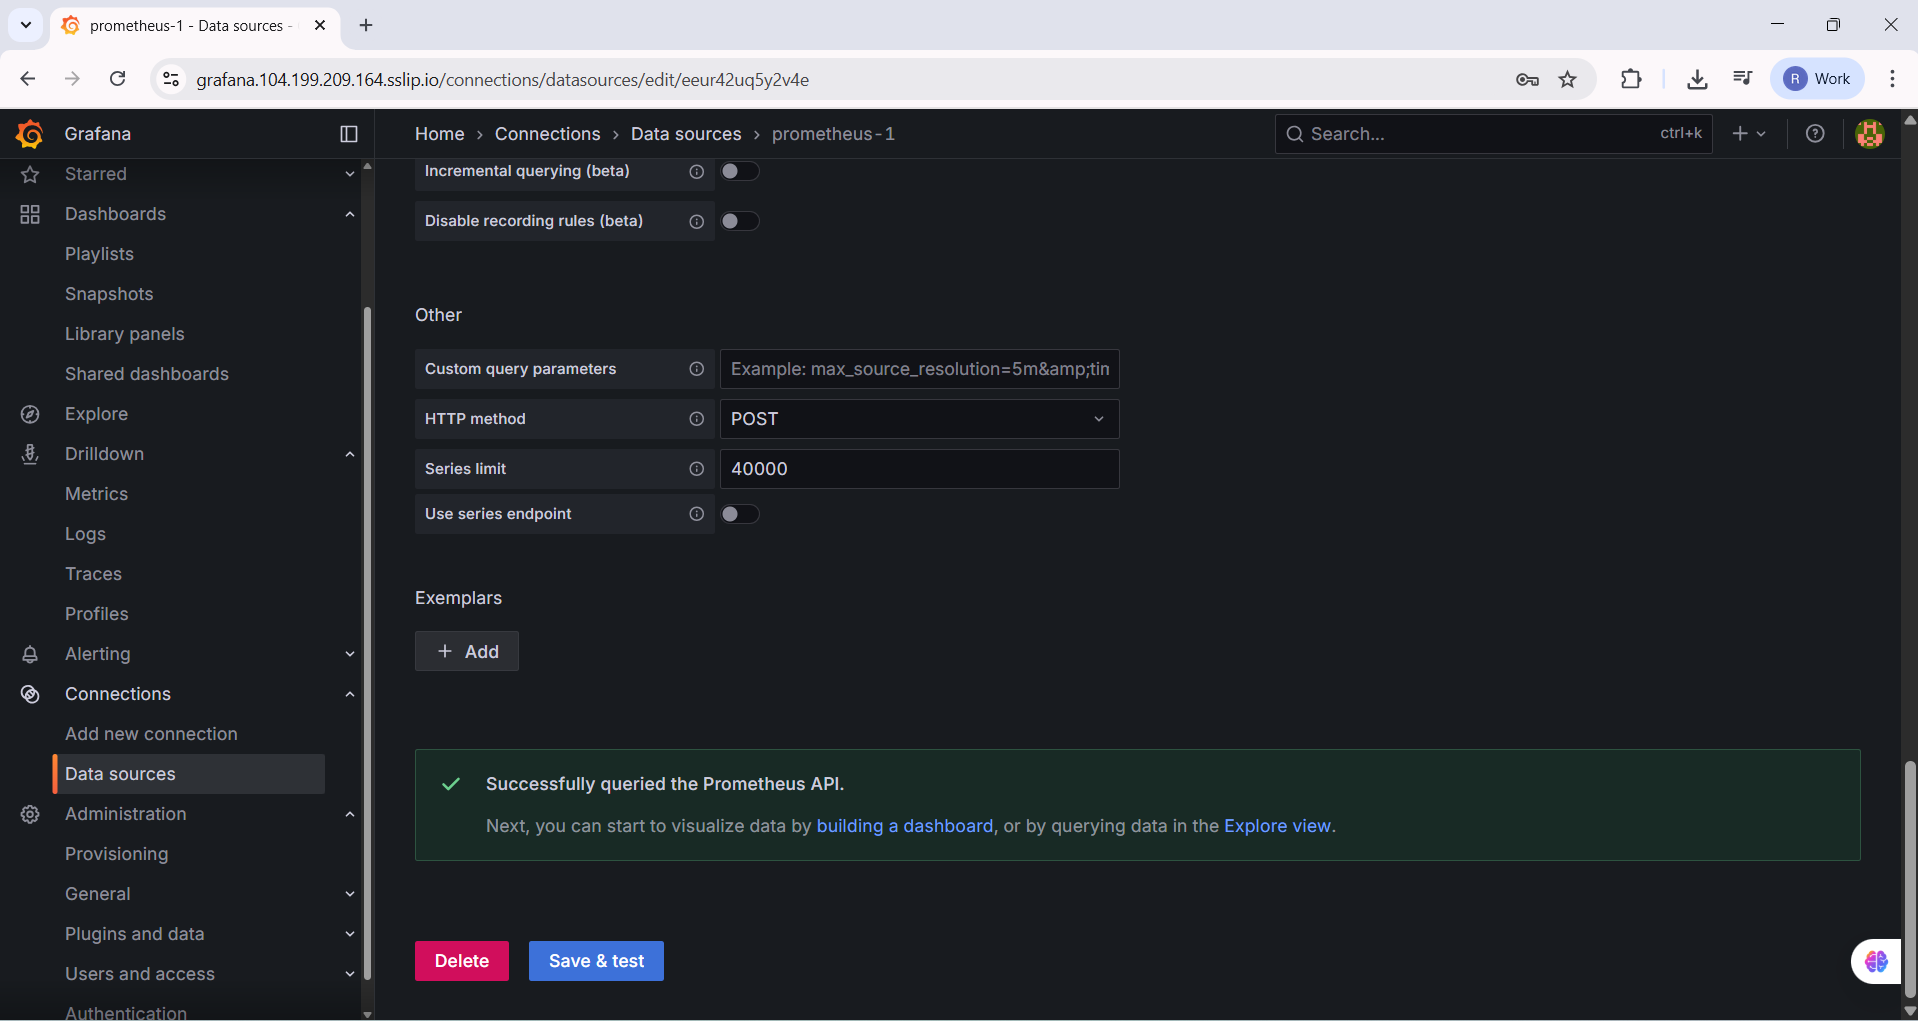 prometheus-1 - Data sources -
grafana.104.199.209.164.sslip.io/connections/datasources/edit/eeur42uq5y2v4e
R Work
Grafana
Home › Connections › Data sources › prometheus-1
Search... ctrl+k
Starred
Dashboards
Playlists
Snapshots
Library panels
Shared dashboards
Explore
Drilldown
Metrics
Logs
Traces
Profiles
Alerting
Connections
Add new connection
Data sources
Administration
Provisioning
General
Plugins and data
Users and access
Authentication
Incremental querying (beta)
Disable recording rules (beta)
Other
Custom query parameters Example: max_source_resolution=5m&amp;tin
HTTP method POST
Series limit 40000
Use series endpoint
Exemplars
+ Add
Successfully queried the Prometheus API.
Next, you can start to visualize data by building a dashboard, or by querying data in the Explore view.
Delete Save & test